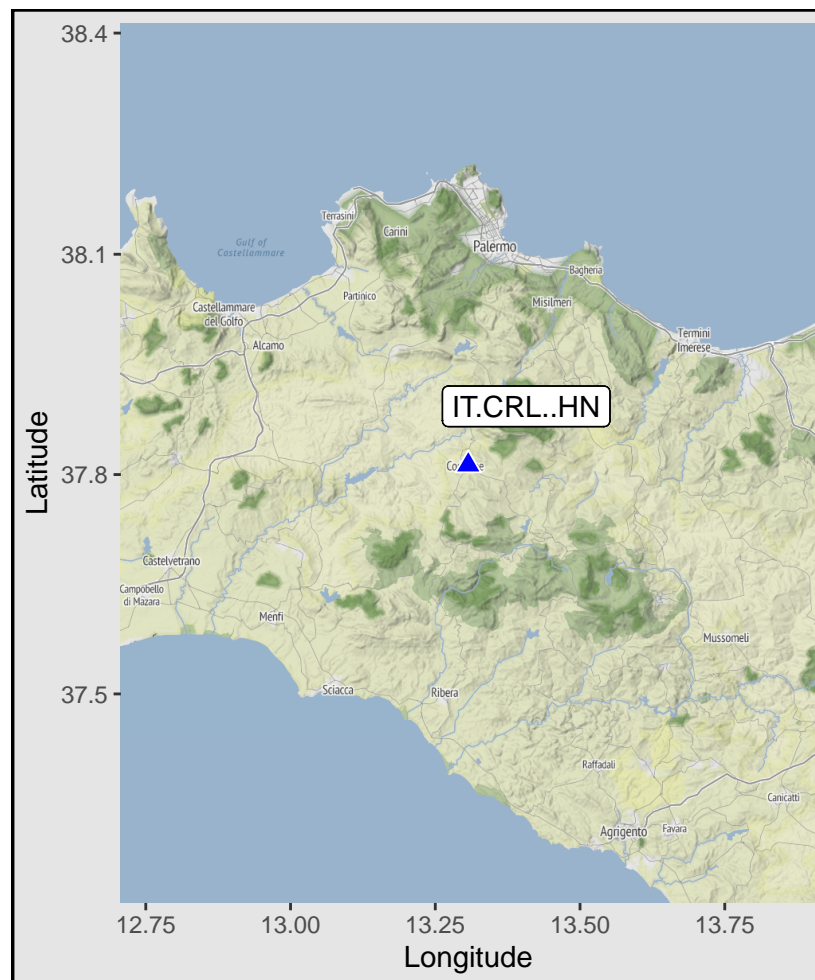 38.4
38.1
37.8
37.5
Latitude
12.75
13.00
13.25
13.50
13.75
Longitude
Terrasini
Carini
Palermo
Gulf of
Castellammare
Bagheria
Partinico
Misilmeri
Castellammare
del Golfo
Termini
Imerese
Alcamo
IT.CRL..HN
Castelvetrano
Campobello
di Mazara
Menfi
Mussomeli
Sciacca
Ribera
Raffadali
Canicattì
Agrigento
Favara